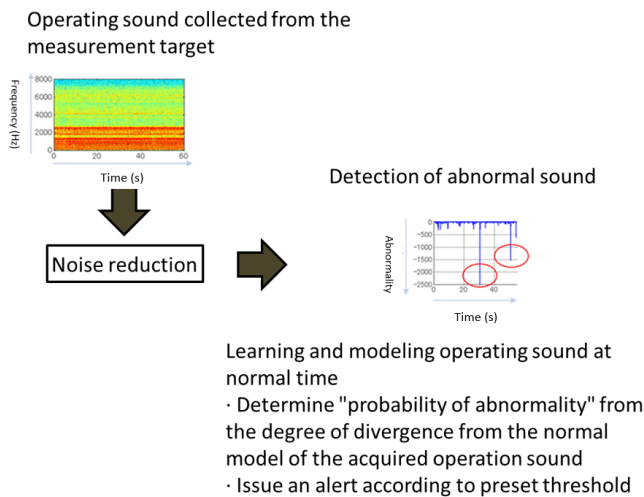 Operating sound collected from the
measurement target
Frequency (Hz)
8000
6000
4000
2000
0
0
20
40
60
Time (s)
Noise reduction
Detection of abnormal sound
Abnormality
0
-500
-1000
-1500
-2000
-2500
0
20
40
Time (s)
Learning and modeling operating sound at
normal time
· Determine "probability of abnormality" from
the degree of divergence from the normal
model of the acquired operation sound
· Issue an alert according to preset threshold